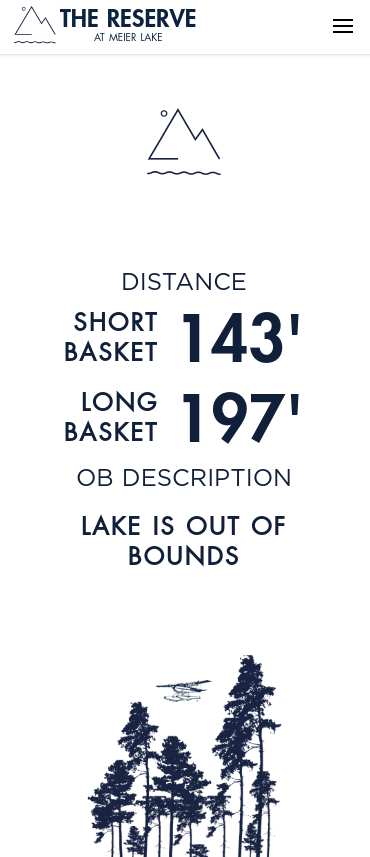 THE RESERVE
AT MEIER LAKE
DISTANCE
SHORT
BASKET
143'
LONG
BASKET
197'
OB DESCRIPTION
LAKE IS OUT OF
BOUNDS